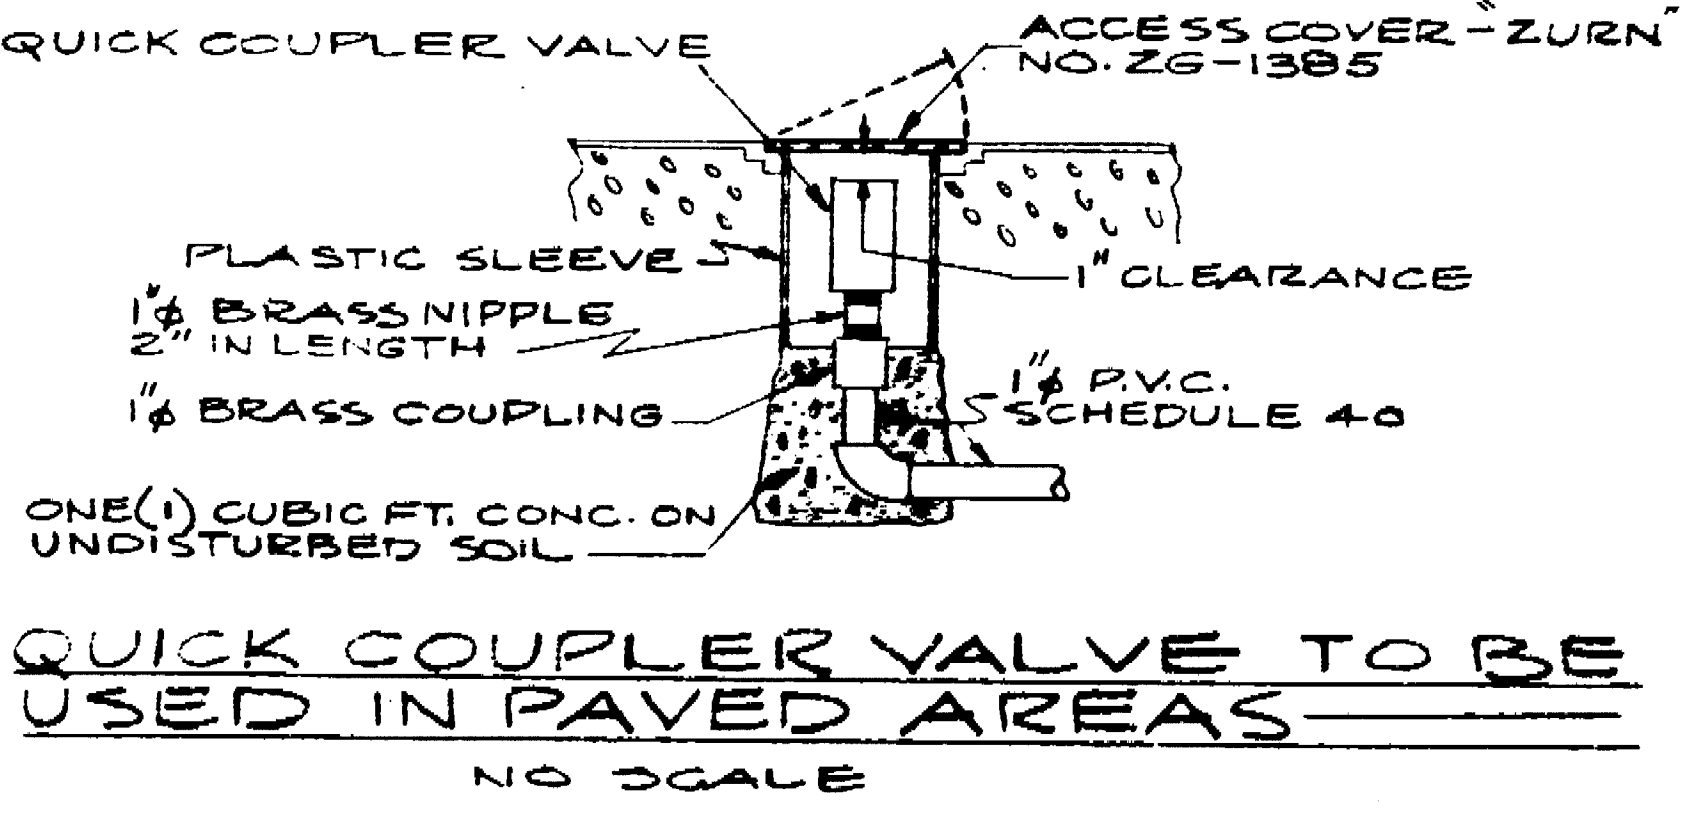 QUICK COUPLER VALVE
ACCESS COVER-"ZURN"
NO. ZG-1385
PLASTIC SLEEVE
1" CLEARANCE
1"ϕ BRASS NIPPLE
2" IN LENGTH
1"ϕ BRASS COUPLING
1"ϕ P.V.C.
SCHEDULE 40
ONE(1) CUBIC FT. CONC. ON
UNDISTURBED SOIL
QUICK COUPLER VALVE TO BE
USED IN PAVED AREAS
NO SCALE